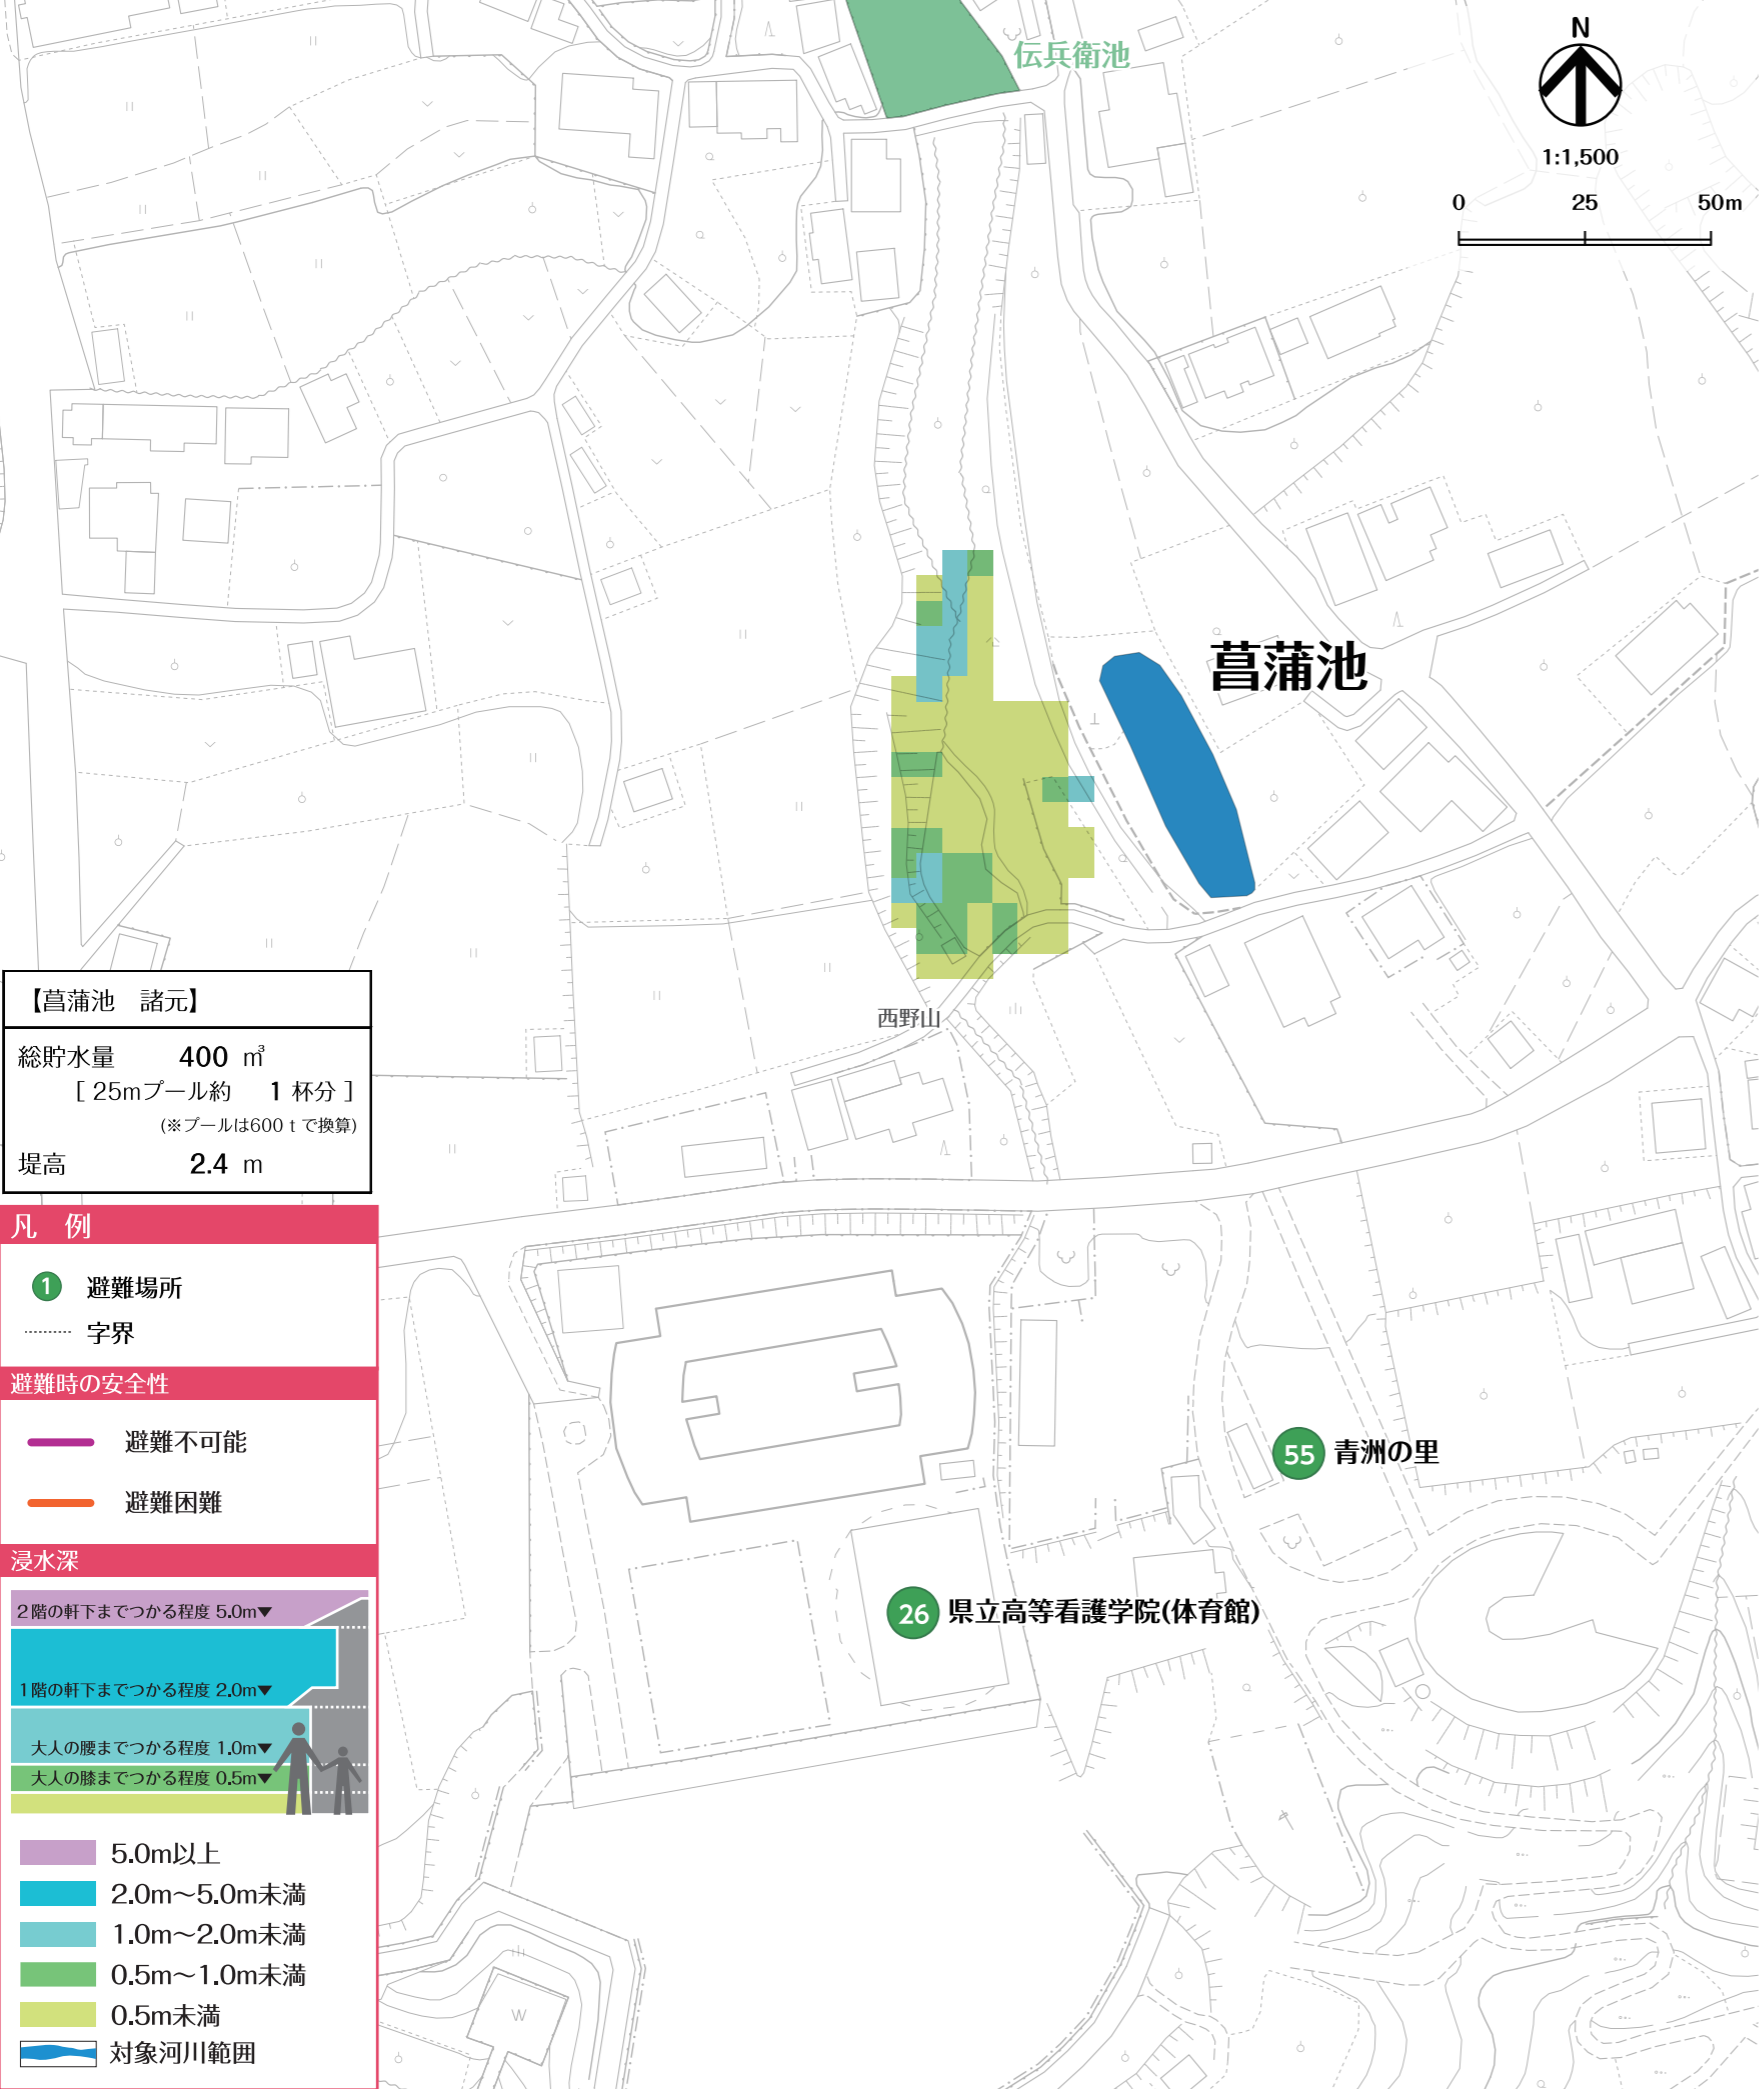 伝兵衛池
N
1:1,500
0 25 50m
菖蒲池
西野山
【菖蒲池 諸元】
総貯水量 400 ㎥
[ 25mプール約 1 杯分 ]
(※プールは600 t で換算)
堤高 2.4 m
凡 例
1 避難場所
字界
避難時の安全性
避難不可能
避難困難
浸水深
2階の軒下までつかる程度 5.0m▼
1階の軒下までつかる程度 2.0m▼
大人の腰までつかる程度 1.0m▼
大人の膝までつかる程度 0.5m▼
5.0m以上
2.0m～5.0m未満
1.0m～2.0m未満
0.5m～1.0m未満
0.5m未満
対象河川範囲
55 青洲の里
26 県立高等看護学院(体育館)
W